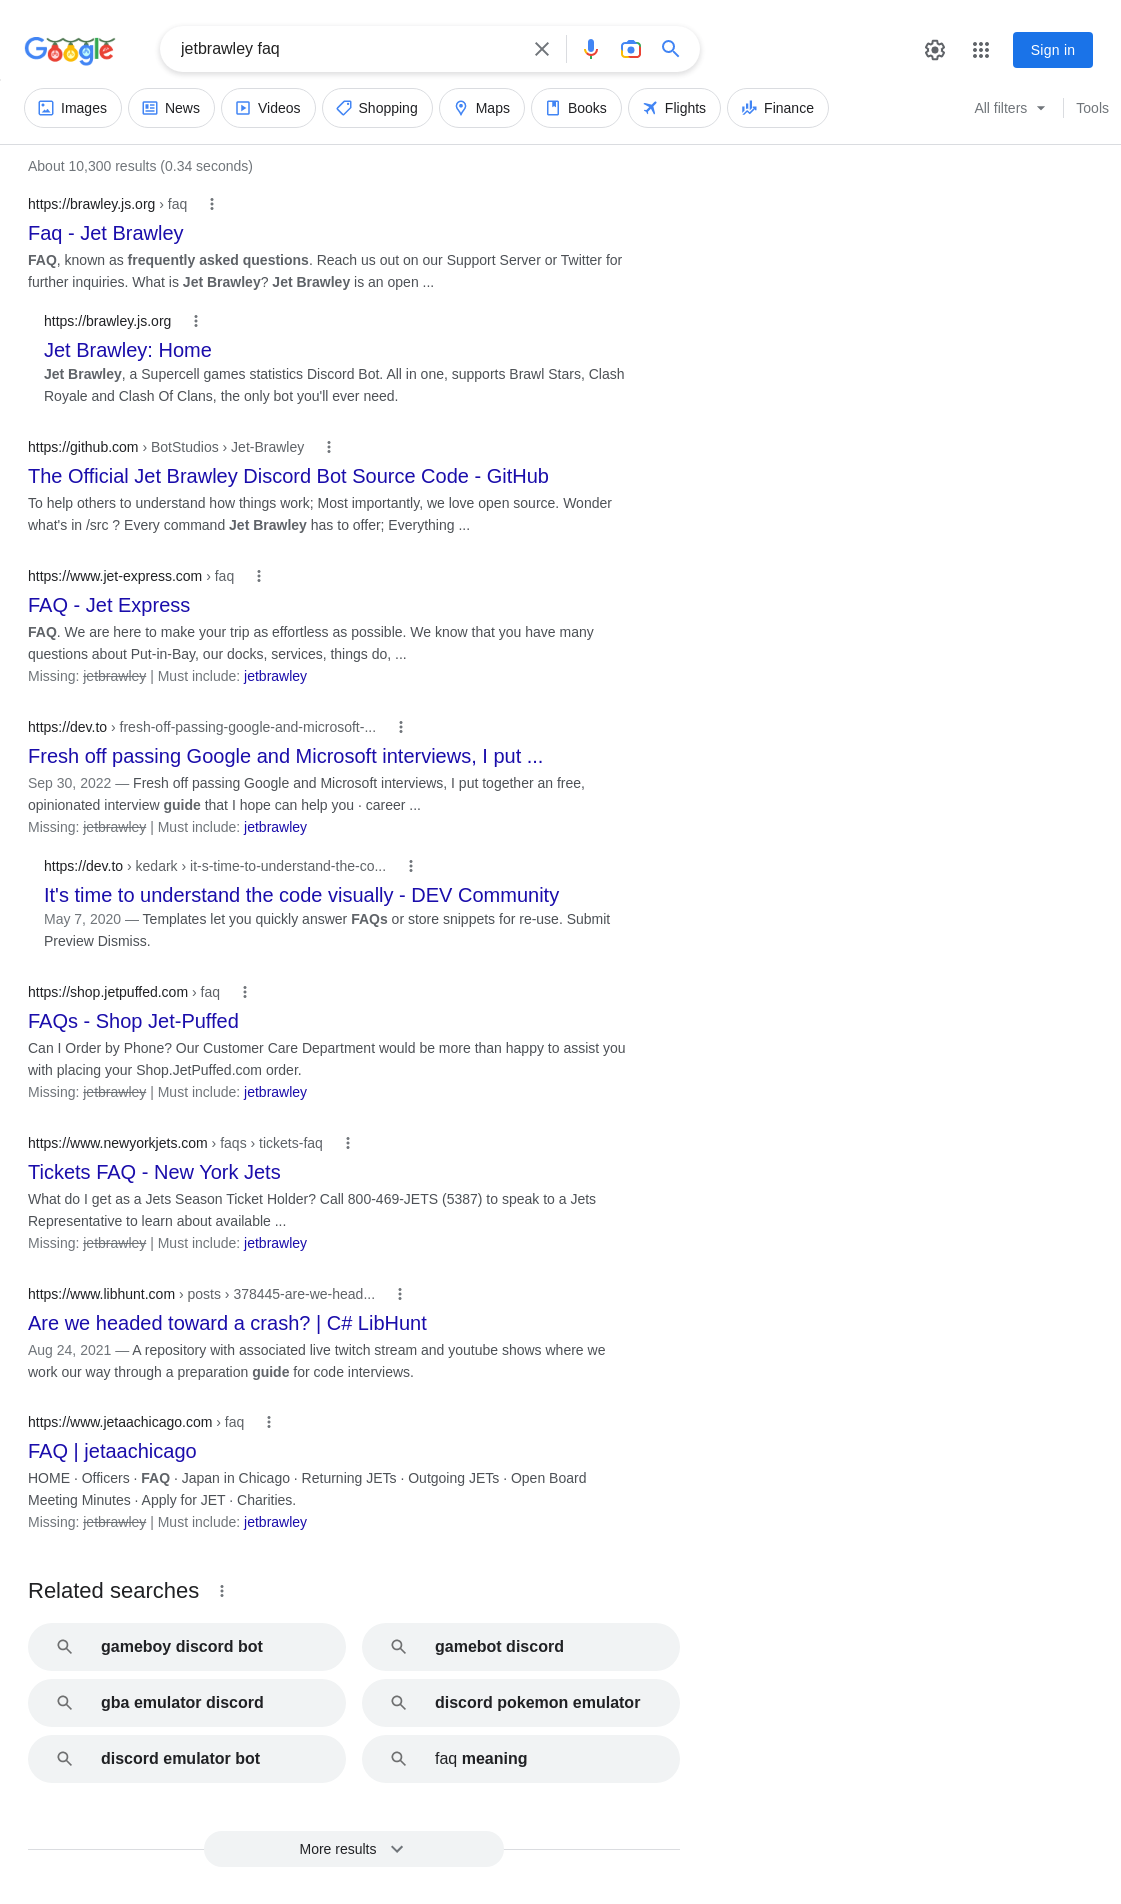 Google
jetbrawley faq
Sign in
Images
News
Videos
Shopping
Maps
Books
Flights
Finance
All filters
Tools
About 10,300 results (0.34 seconds)
https://brawley.js.org › faq
Faq - Jet Brawley
FAQ, known as frequently asked questions. Reach us out on our Support Server or Twitter for
further inquiries. What is Jet Brawley? Jet Brawley is an open ...
https://brawley.js.org
Jet Brawley: Home
Jet Brawley, a Supercell games statistics Discord Bot. All in one, supports Brawl Stars, Clash
Royale and Clash Of Clans, the only bot you'll ever need.
https://github.com › BotStudios › Jet-Brawley
The Official Jet Brawley Discord Bot Source Code - GitHub
To help others to understand how things work; Most importantly, we love open source. Wonder
what's in /src ? Every command Jet Brawley has to offer; Everything ...
https://www.jet-express.com › faq
FAQ - Jet Express
FAQ. We are here to make your trip as effortless as possible. We know that you have many
questions about Put-in-Bay, our docks, services, things do, ...
Missing: jetbrawley | Must include: jetbrawley
https://dev.to › fresh-off-passing-google-and-microsoft-...
Fresh off passing Google and Microsoft interviews, I put ...
Sep 30, 2022 — Fresh off passing Google and Microsoft interviews, I put together an free,
opinionated interview guide that I hope can help you · career ...
Missing: jetbrawley | Must include: jetbrawley
https://dev.to › kedark › it-s-time-to-understand-the-co...
It's time to understand the code visually - DEV Community
May 7, 2020 — Templates let you quickly answer FAQs or store snippets for re-use. Submit
Preview Dismiss.
https://shop.jetpuffed.com › faq
FAQs - Shop Jet-Puffed
Can I Order by Phone? Our Customer Care Department would be more than happy to assist you
with placing your Shop.JetPuffed.com order.
Missing: jetbrawley | Must include: jetbrawley
https://www.newyorkjets.com › faqs › tickets-faq
Tickets FAQ - New York Jets
What do I get as a Jets Season Ticket Holder? Call 800-469-JETS (5387) to speak to a Jets
Representative to learn about available ...
Missing: jetbrawley | Must include: jetbrawley
https://www.libhunt.com › posts › 378445-are-we-head...
Are we headed toward a crash? | C# LibHunt
Aug 24, 2021 — A repository with associated live twitch stream and youtube shows where we
work our way through a preparation guide for code interviews.
https://www.jetaachicago.com › faq
FAQ | jetaachicago
HOME · Officers · FAQ · Japan in Chicago · Returning JETs · Outgoing JETs · Open Board
Meeting Minutes · Apply for JET · Charities.
Missing: jetbrawley | Must include: jetbrawley
Related searches
gameboy discord bot
gamebot discord
gba emulator discord
discord pokemon emulator
discord emulator bot
faq meaning
More results